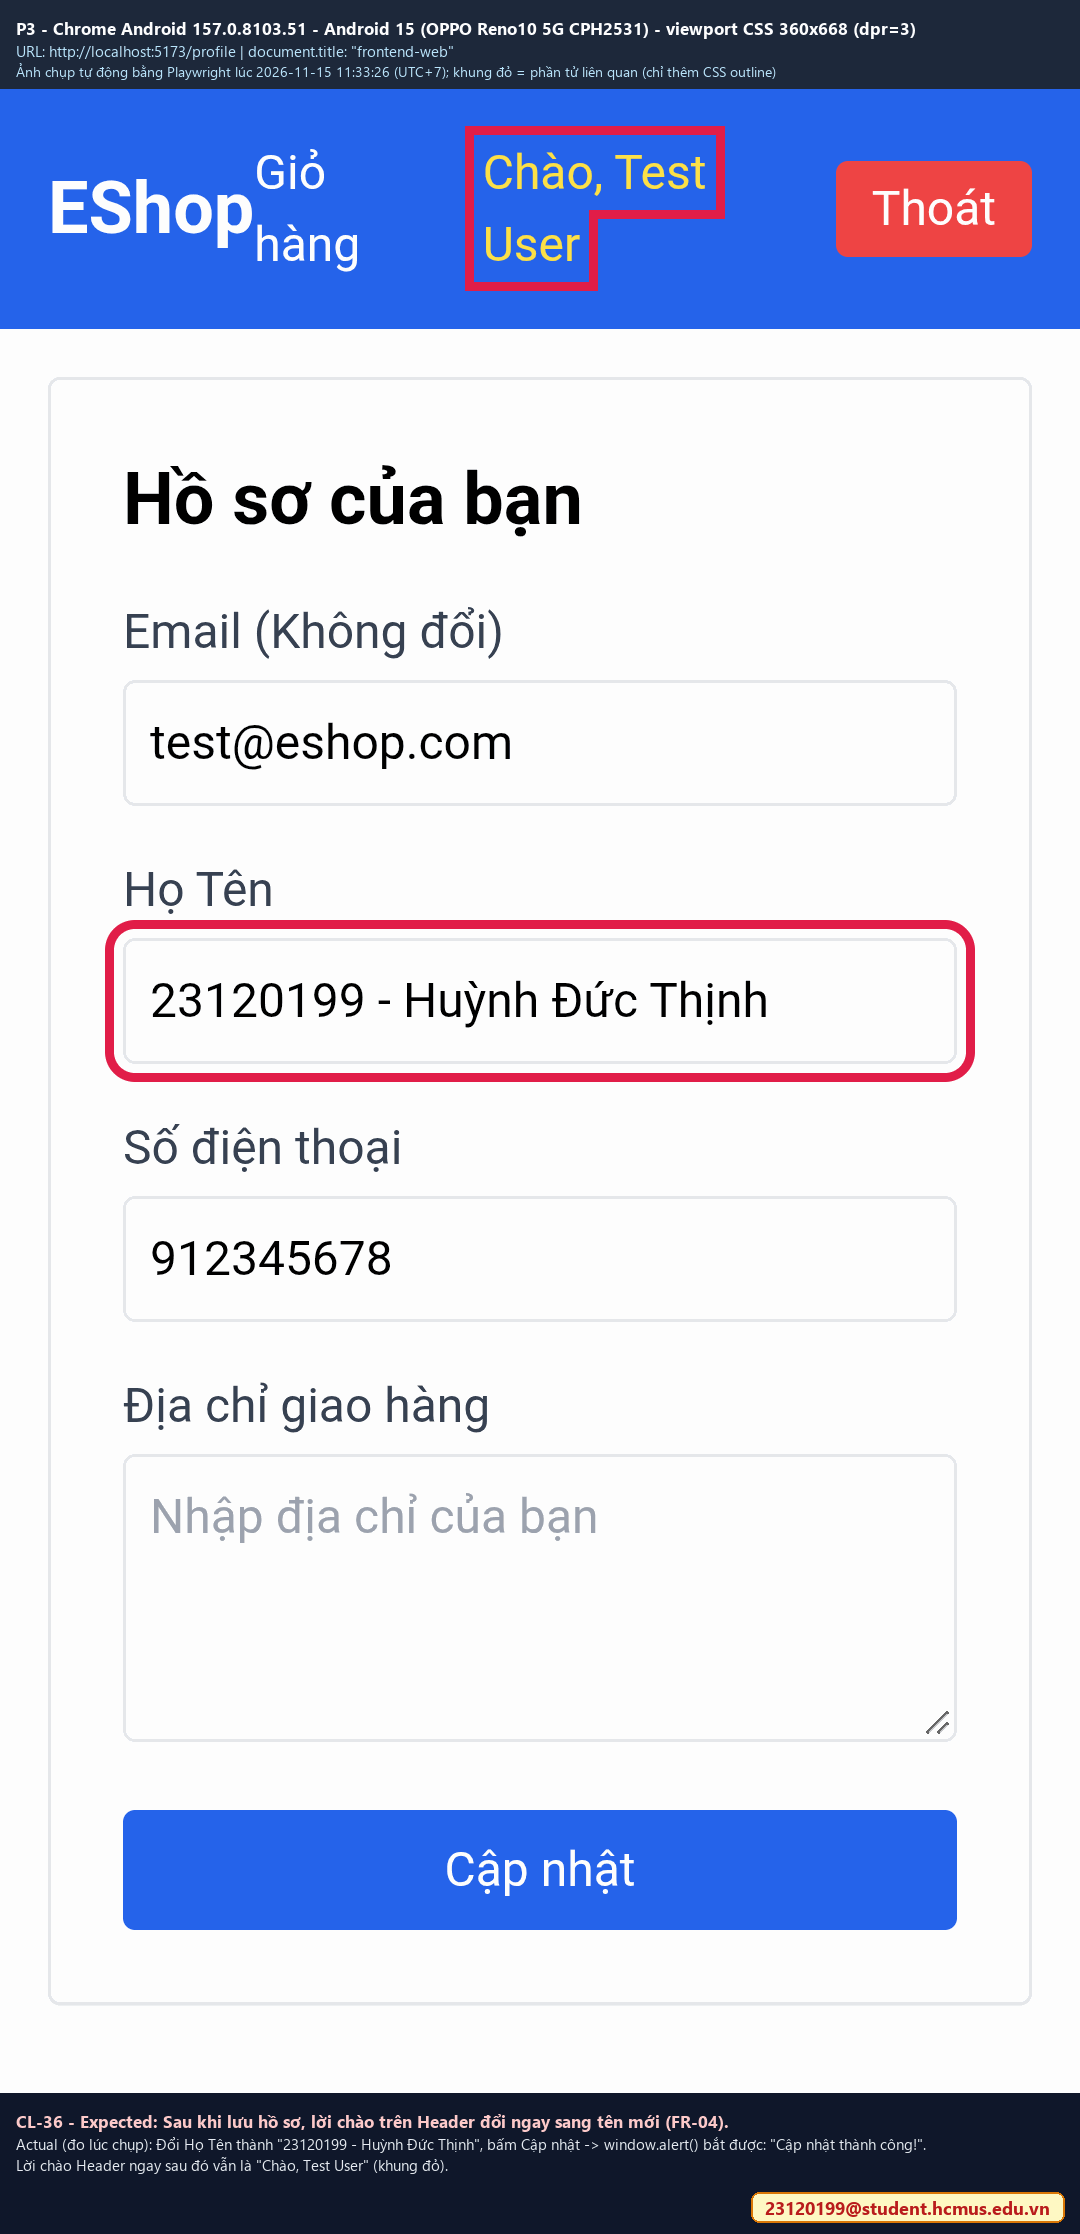 P3 - Chrome Android 157.0.8103.51 - Android 15 (OPPO Reno10 5G CPH2531) - viewport CSS 360x668 (dpr=3)
URL: http://localhost:5173/profile | document.title: "frontend-web"
Ảnh chụp tự động bằng Playwright lúc 2026-11-15 11:33:26 (UTC+7); khung đỏ = phần tử liên quan (chỉ thêm CSS outline)
EShop
Giỏ
hàng
Chào, Test
User
Thoát
Hồ sơ của bạn
Email (Không đổi)
test@eshop.com
Họ Tên
23120199 - Huỳnh Đức Thịnh
Số điện thoại
912345678
Địa chỉ giao hàng
Nhập địa chỉ của bạn
Cập nhật
CL-36 - Expected: Sau khi lưu hồ sơ, lời chào trên Header đổi ngay sang tên mới (FR-04).
Actual (đo lúc chụp): Đổi Họ Tên thành "23120199 - Huỳnh Đức Thịnh", bấm Cập nhật -> window.alert() bắt được: "Cập nhật thành công!".
Lời chào Header ngay sau đó vẫn là "Chào, Test User" (khung đỏ).
23120199@student.hcmus.edu.vn